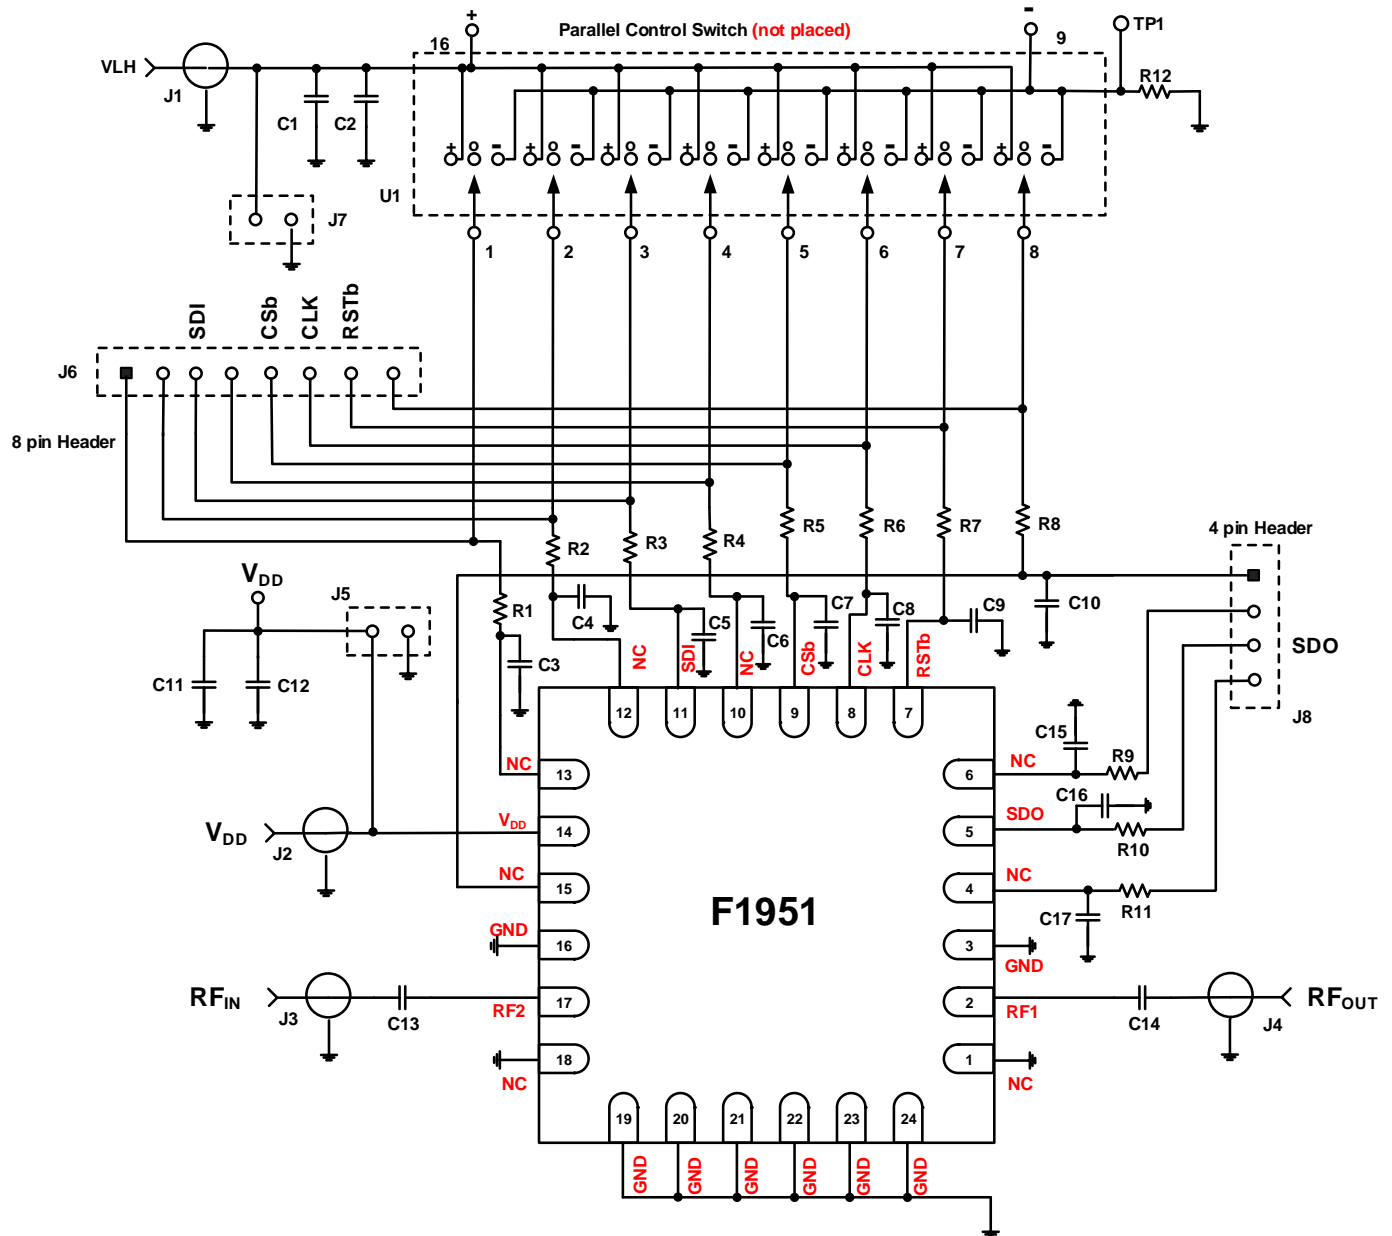 +
-
Parallel Control Switch (not placed)
16
9
TP1
VLH
J1
C1
C2
R12
+ o - + o - + o - + o - + o - + o - + o - + o -
U1
J7
1 2 3 4 5 6 7 8
SDI
CSb
CLK
RSTb
J6
8 pin Header
R1
R2
R3
R4
R5
R6
R7
R8
4 pin Header
VDD
J5
C11
C12
C3
C4
C5
C6
C7
C8
C9
C10
NC
SDI
NC
CSb
CLK
RSTb
SDO
J8
12 11 10 9 8 7
NC
13
6
NC
C15
R9
VDD
J2
VDD
14
5
SDO
C16
R10
NC
15
4
NC
C17
R11
F1951
GND
16
3
GND
RFIN
J3
C13
RF2
17
2
RF1
C14
J4
RFOUT
NC
18
1
NC
19 20 21 22 23 24
GND
GND
GND
GND
GND
GND